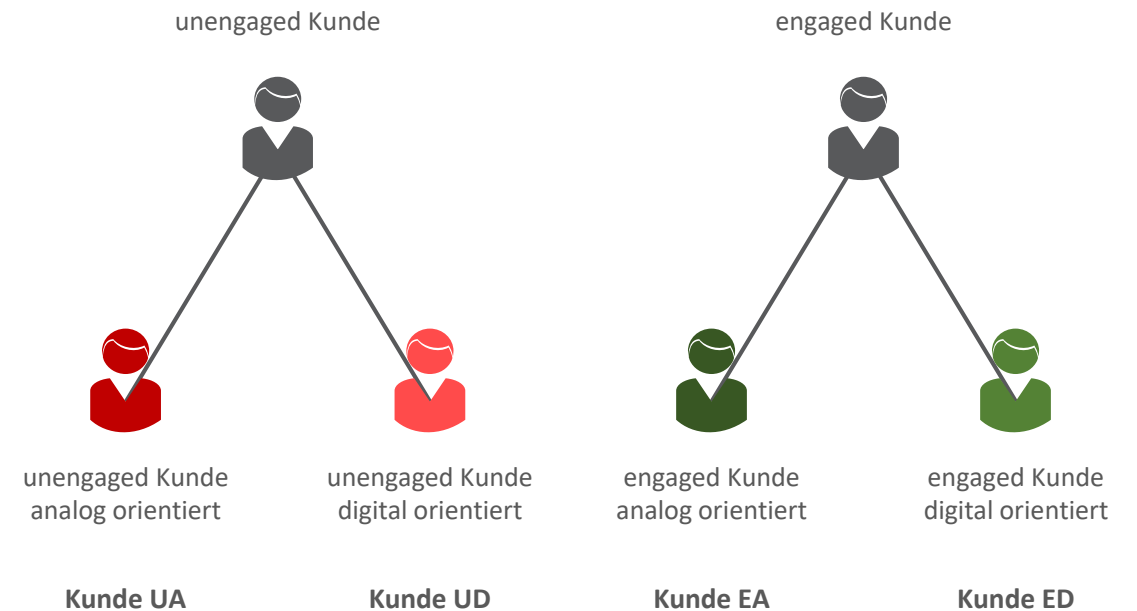 unengaged Kunde
engaged Kunde
unengaged Kunde
analog orientiert
unengaged Kunde
digital orientiert
engaged Kunde
analog orientiert
engaged Kunde
digital orientiert
Kunde UA
Kunde UD
Kunde EA
Kunde ED